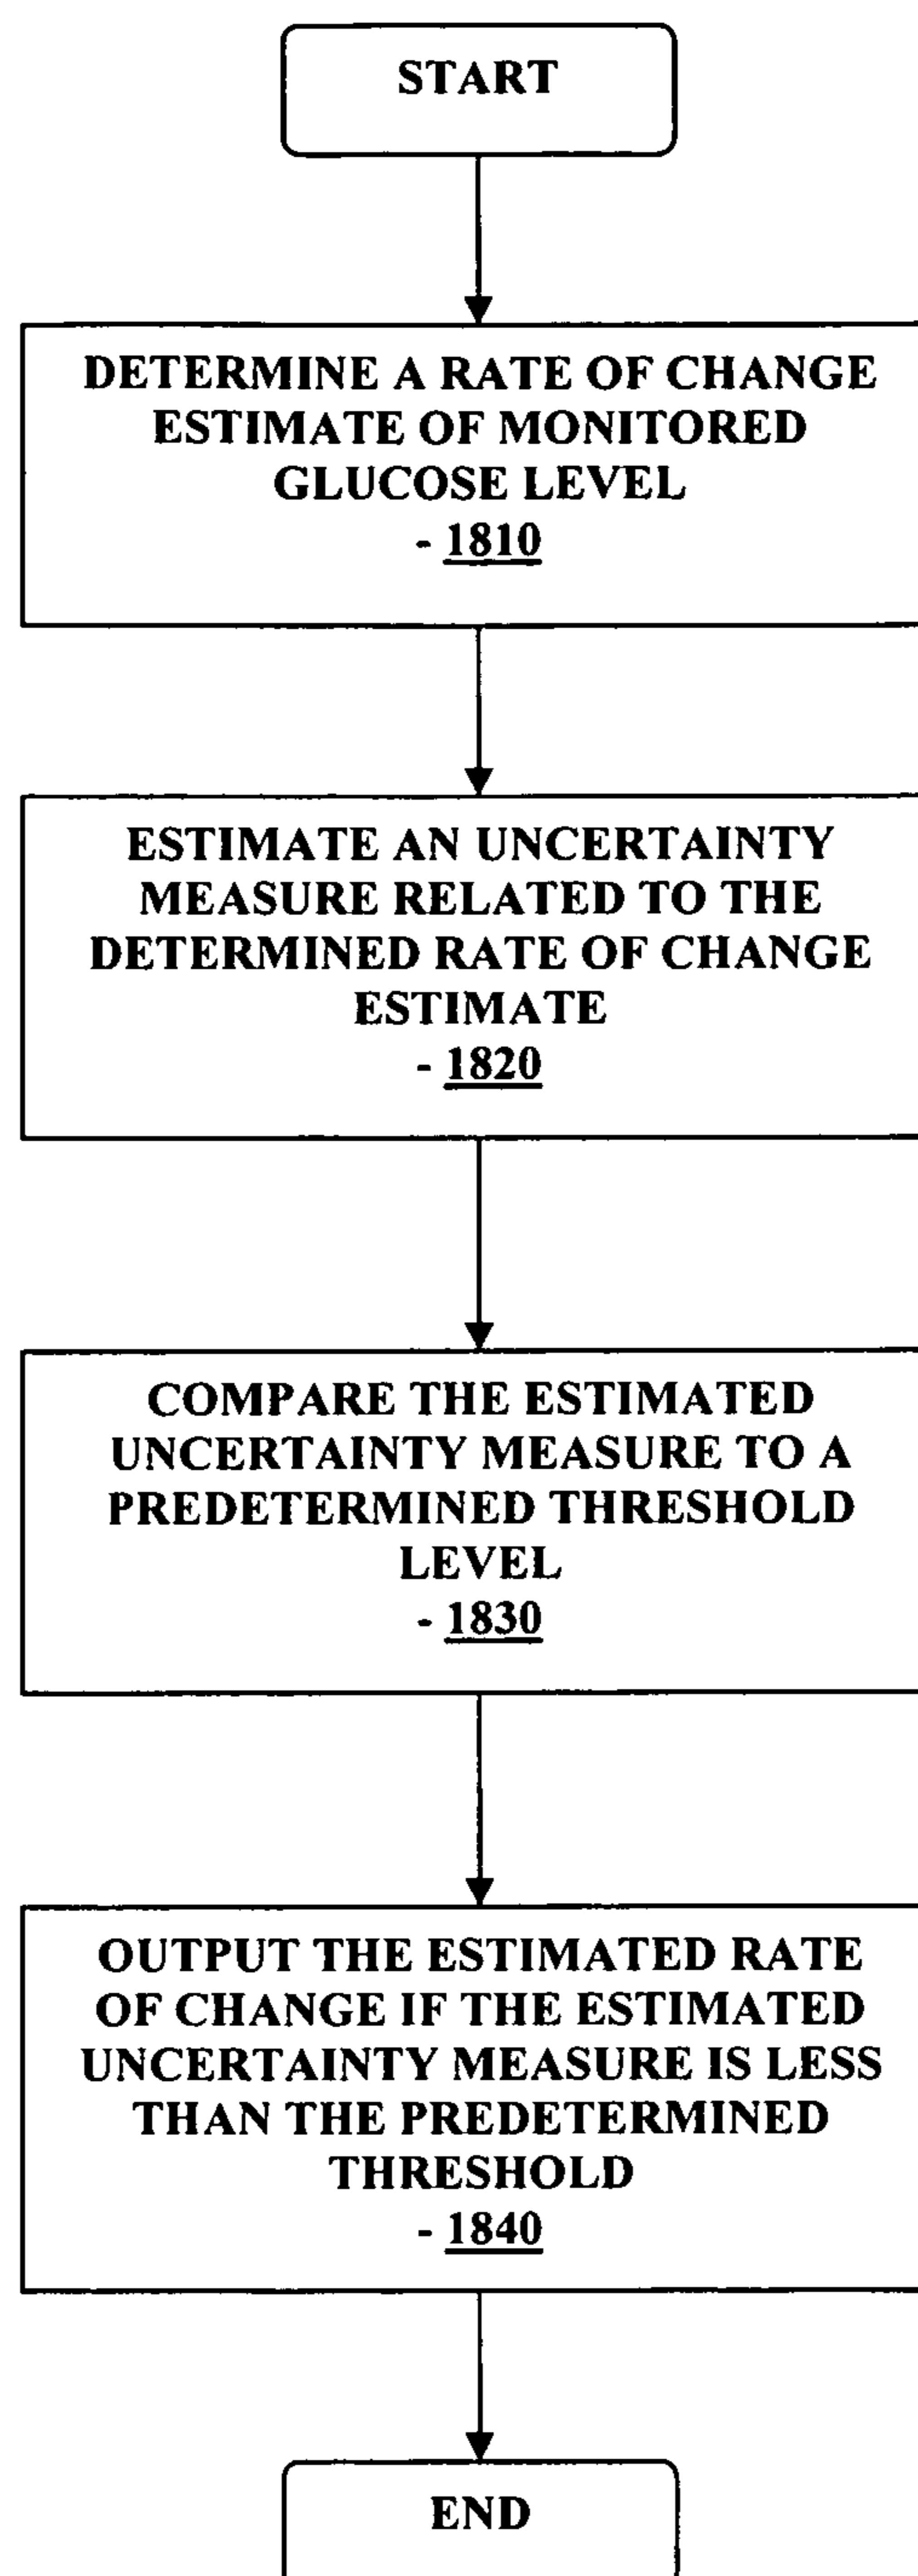 START
DETERMINE A RATE OF CHANGE
ESTIMATE OF MONITORED
GLUCOSE LEVEL
- 1810
ESTIMATE AN UNCERTAINTY
MEASURE RELATED TO THE
DETERMINED RATE OF CHANGE
ESTIMATE
- 1820
COMPARE THE ESTIMATED
UNCERTAINTY MEASURE TO A
PREDETERMINED THRESHOLD
LEVEL
- 1830
OUTPUT THE ESTIMATED RATE
OF CHANGE IF THE ESTIMATED
UNCERTAINTY MEASURE IS LESS
THAN THE PREDETERMINED
THRESHOLD
- 1840
END